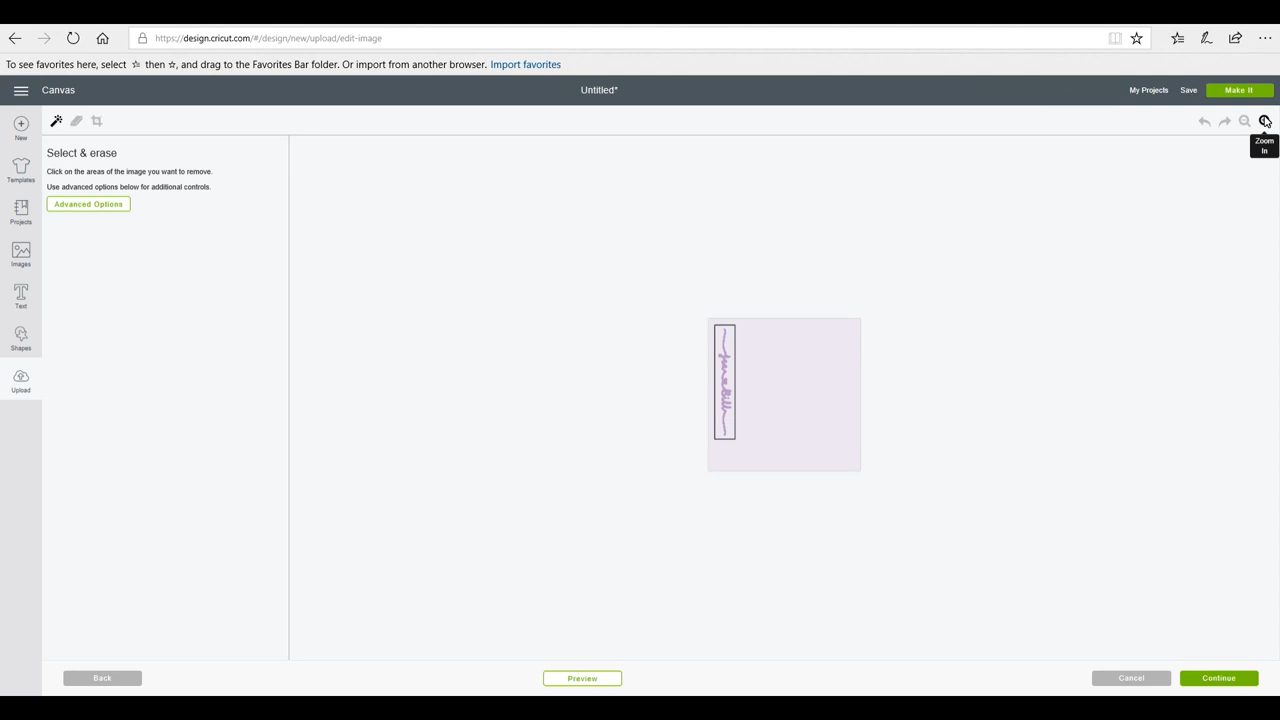 https://design.cricut.com/#/design/new/upload/edit-image
To see favorites here, select ☆ then ☆, and drag to the Favorites Bar folder. Or import from another browser. Import favorites
Canvas
Untitled*
My Projects
Save
Make It
New
Templates
Projects
Images
Text
Shapes
Upload
Zoom
In
Select & erase
Click on the areas of the image you want to remove.
Use advanced options below for additional controls.
Advanced Options
Back
Preview
Cancel
Continue